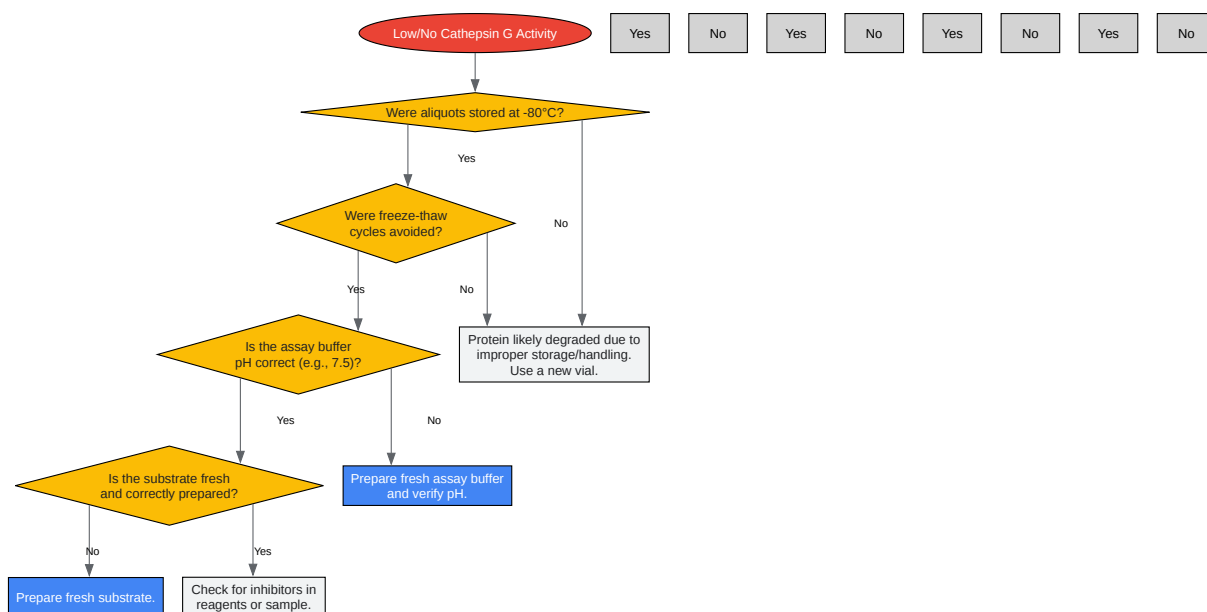 Low/No Cathepsin G Activity
Yes
No
Yes
No
Yes
No
Yes
No
Were aliquots stored at -80°C?
Yes
No
Were freeze-thaw
cycles avoided?
Yes
No
Is the assay buffer
pH correct (e.g., 7.5)?
Protein likely degraded due to
improper storage/handling.
Use a new vial.
Yes
No
Is the substrate fresh
and correctly prepared?
Prepare fresh assay buffer
and verify pH.
No
Yes
Prepare fresh substrate.
Check for inhibitors in
reagents or sample.